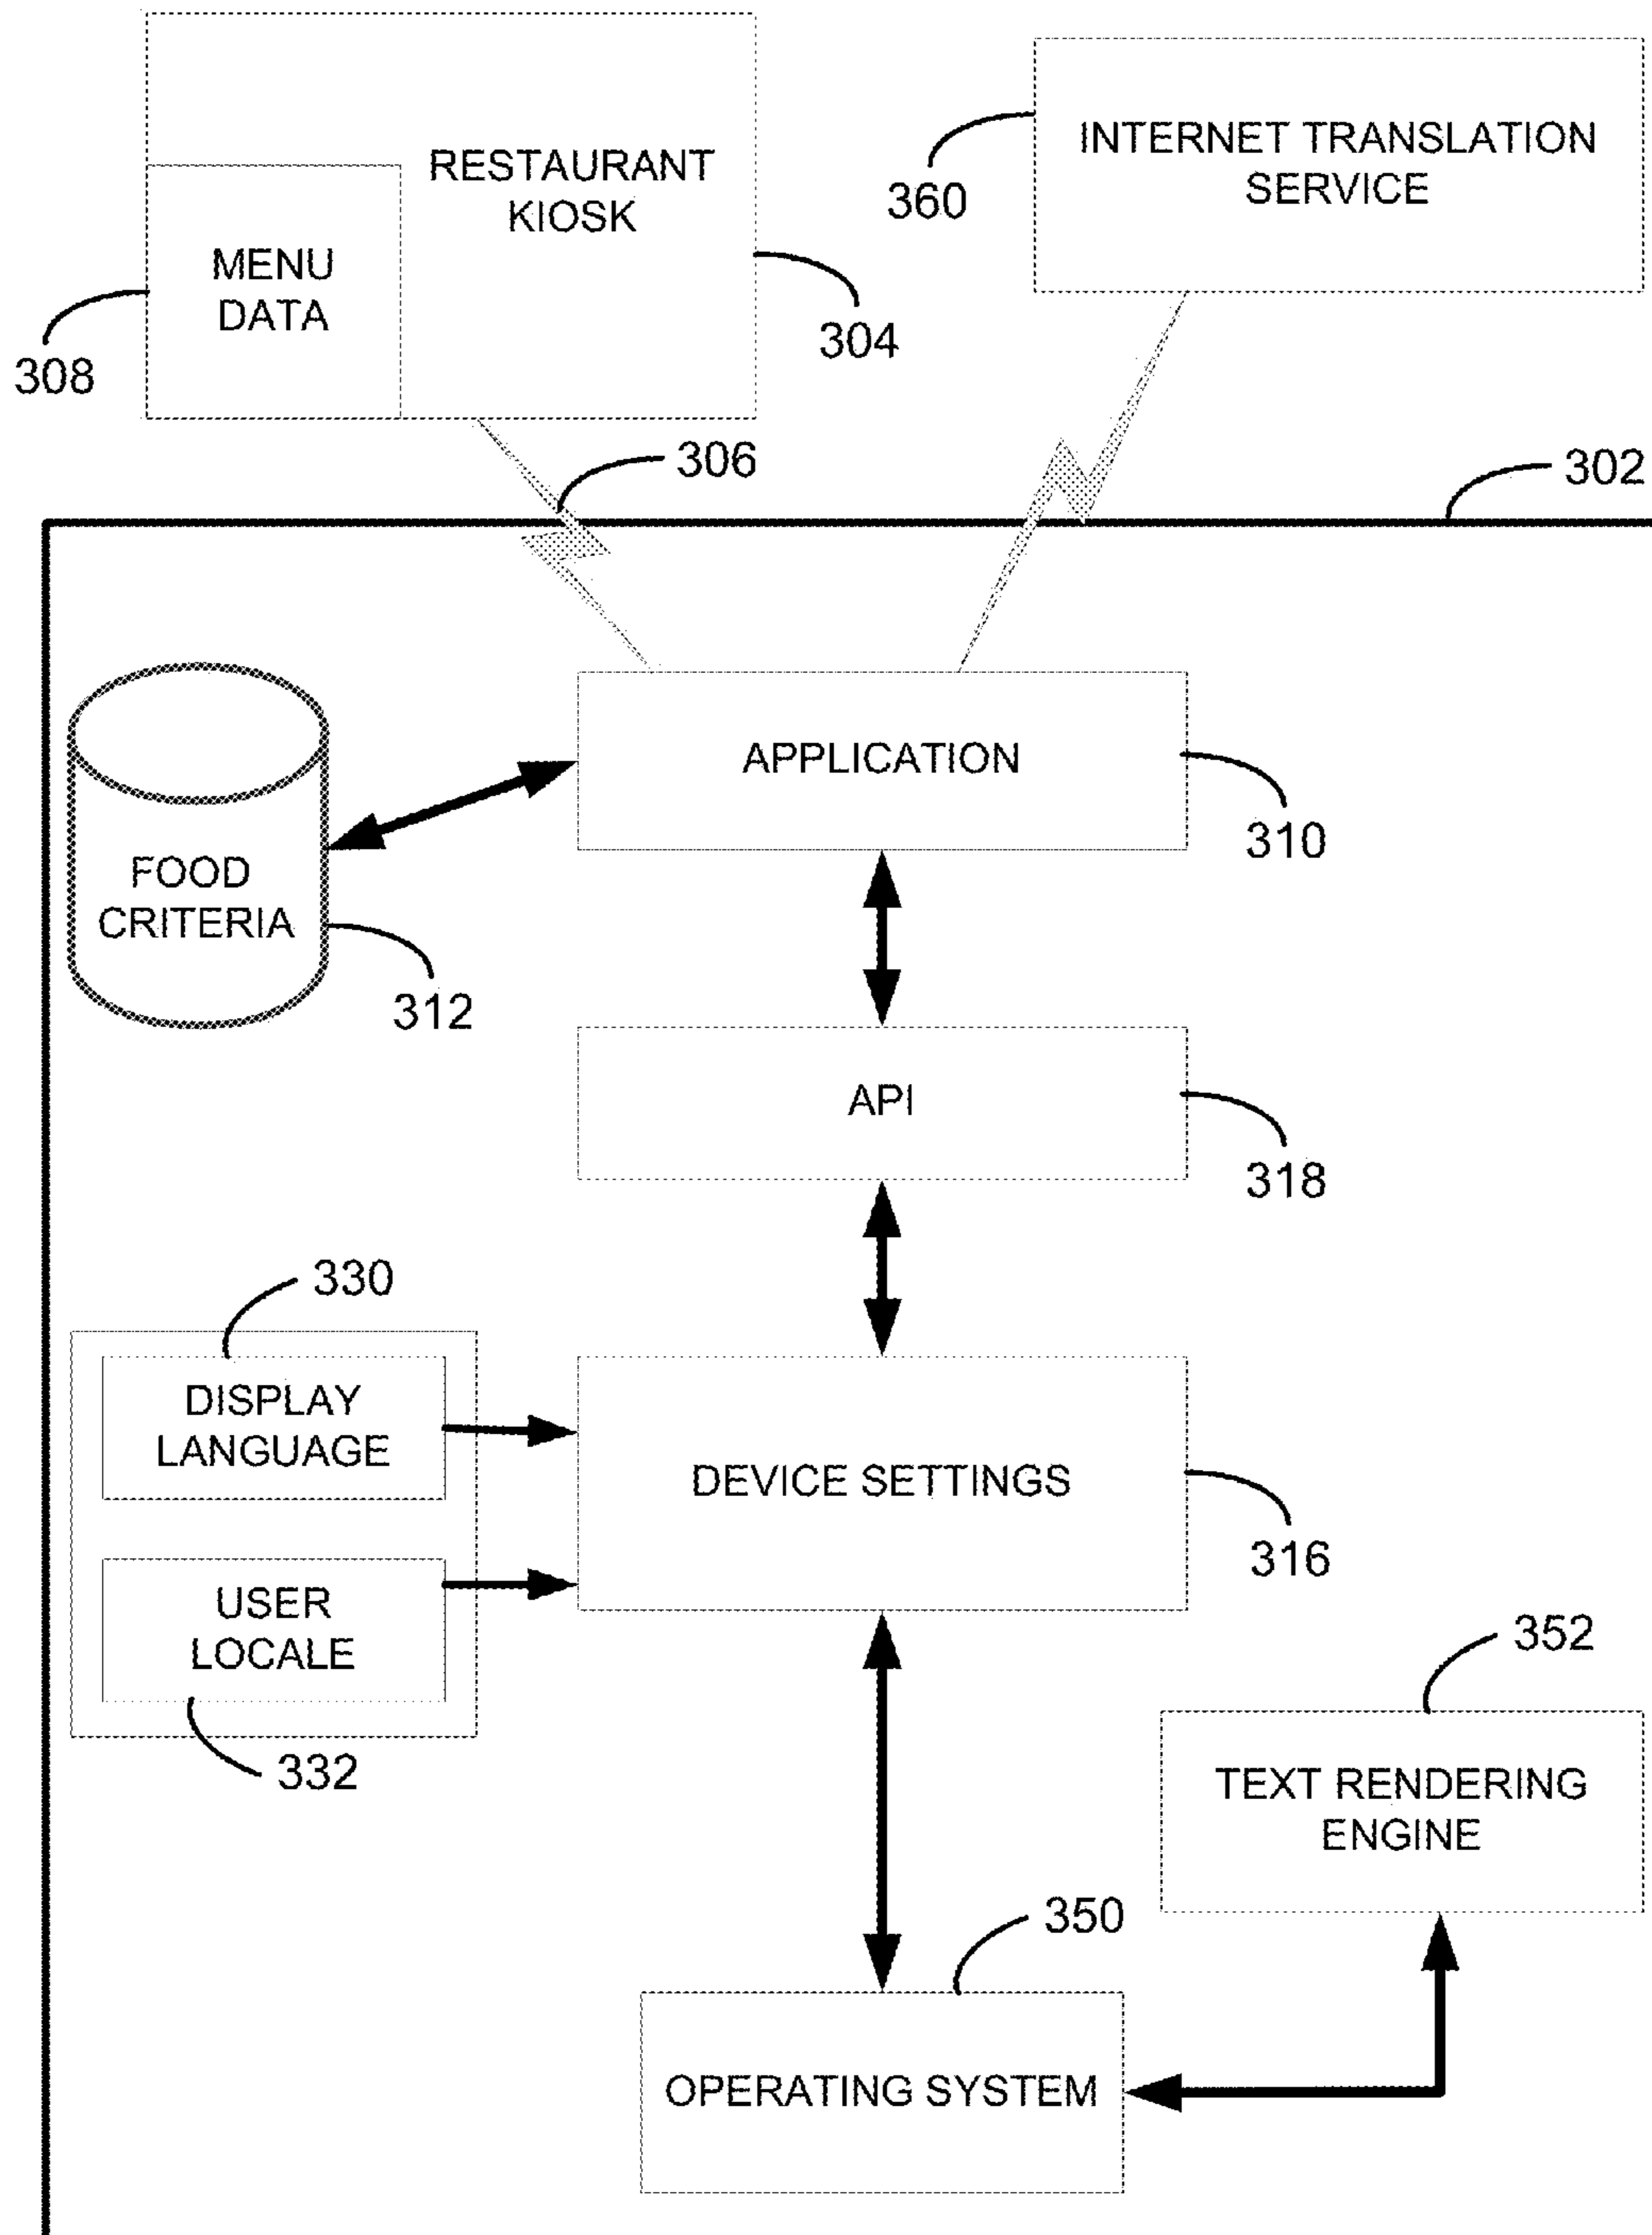 RESTAURANT
KIOSK
MENU
DATA
308
304
INTERNET TRANSLATION
SERVICE
360
306
302
APPLICATION
310
FOOD
CRITERIA
312
API
318
330
DISPLAY
LANGUAGE
DEVICE SETTINGS
316
USER
LOCALE
332
352
TEXT RENDERING
ENGINE
350
OPERATING SYSTEM